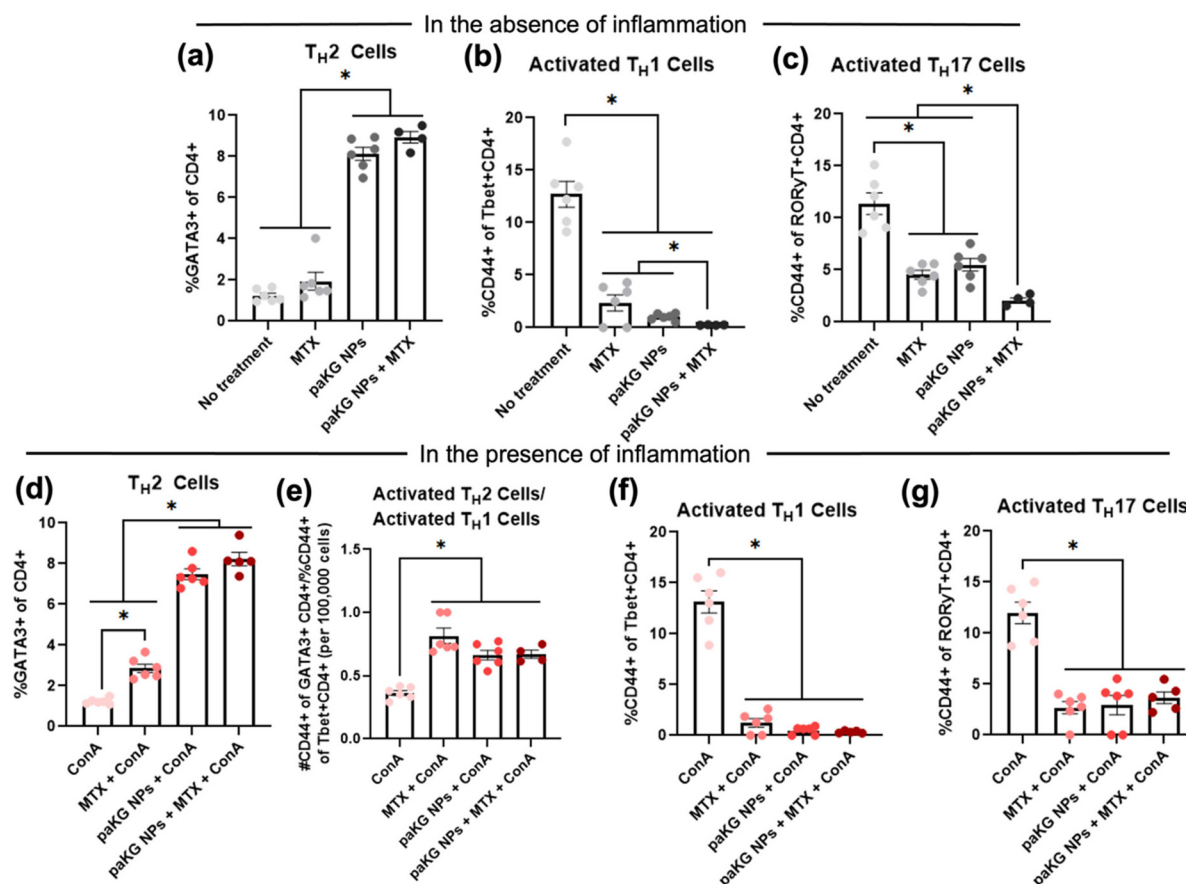 In the absence of inflammation
(a)
TH2 Cells
*
%GATA3+ of CD4+
10
8
6
4
2
0
No treatment
MTX
paKG NPs
paKG NPs + MTX
(b)
Activated TH1 Cells
*
*
%CD44+ of Tbet+CD4+
20
15
10
5
0
No treatment
MTX
paKG NPs
paKG NPs + MTX
(c)
Activated TH17 Cells
*
*
%CD44+ of RORyT+CD4+
20
15
10
5
0
No treatment
MTX
paKG NPs
paKG NPs + MTX
In the presence of inflammation
(d)
TH2 Cells
*
*
%GATA3+ of CD4+
10
8
6
4
2
0
ConA
MTX + ConA
paKG NPs + ConA
paKG NPs + MTX + ConA
(e)
Activated TH2 Cells/
Activated TH1 Cells
*
#CD44+ of GATA3+ CD4+/%CD44+
of Tbet+CD4+ (per 100,000 cells)
1.5
1.0
0.5
0.0
ConA
MTX + ConA
paKG NPs + ConA
paKG NPs + MTX + ConA
(f)
Activated TH1 Cells
*
%CD44+ of Tbet+CD4+
20
15
10
5
0
ConA
MTX + ConA
paKG NPs + ConA
paKG NPs + MTX + ConA
(g)
Activated TH17 Cells
*
%CD44+ of RORyT+CD4+
20
15
10
5
0
ConA
MTX + ConA
paKG NPs + ConA
paKG NPs + MTX + ConA